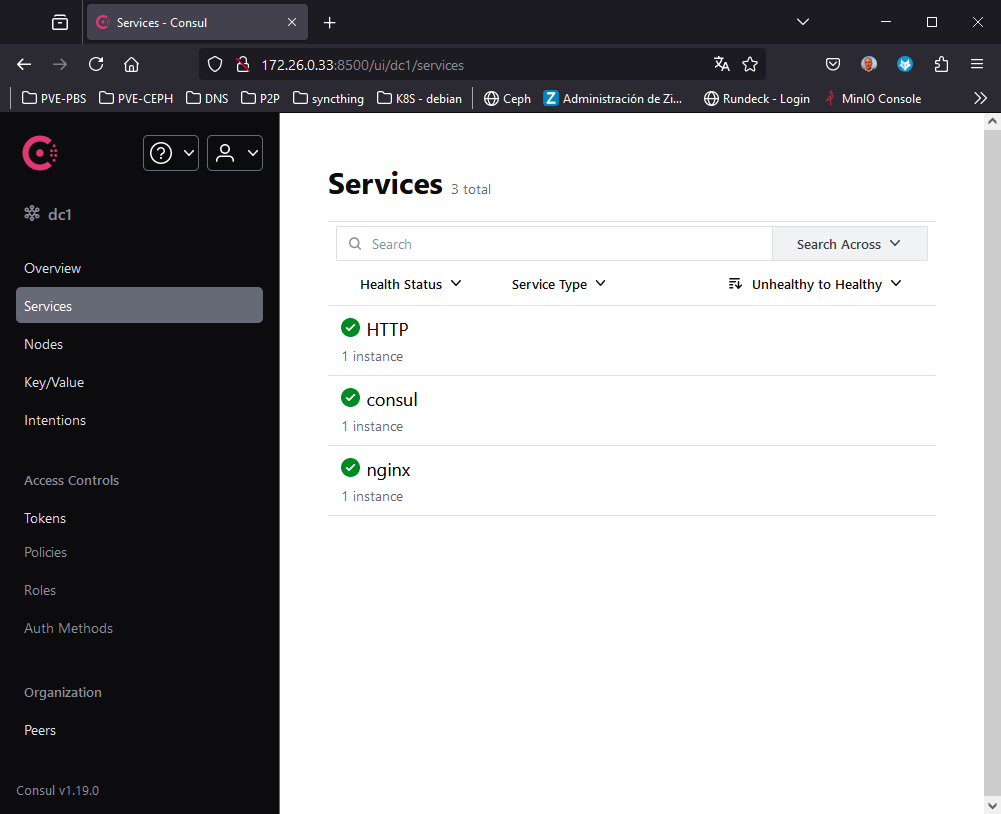 Services - Consul
172.26.0.33:8500/ui/dc1/services
PVE-PBS PVE-CEPH DNS P2P syncthing K8S - debian Ceph Z Administración de Zi... Rundeck - Login MinIO Console
dc1
Overview
Services
Nodes
Key/Value
Intentions
Access Controls
Tokens
Policies
Roles
Auth Methods
Organization
Peers
Consul v1.19.0
Services 3 total
Search Search Across
Health Status Service Type Unhealthy to Healthy
HTTP
1 instance
consul
1 instance
nginx
1 instance